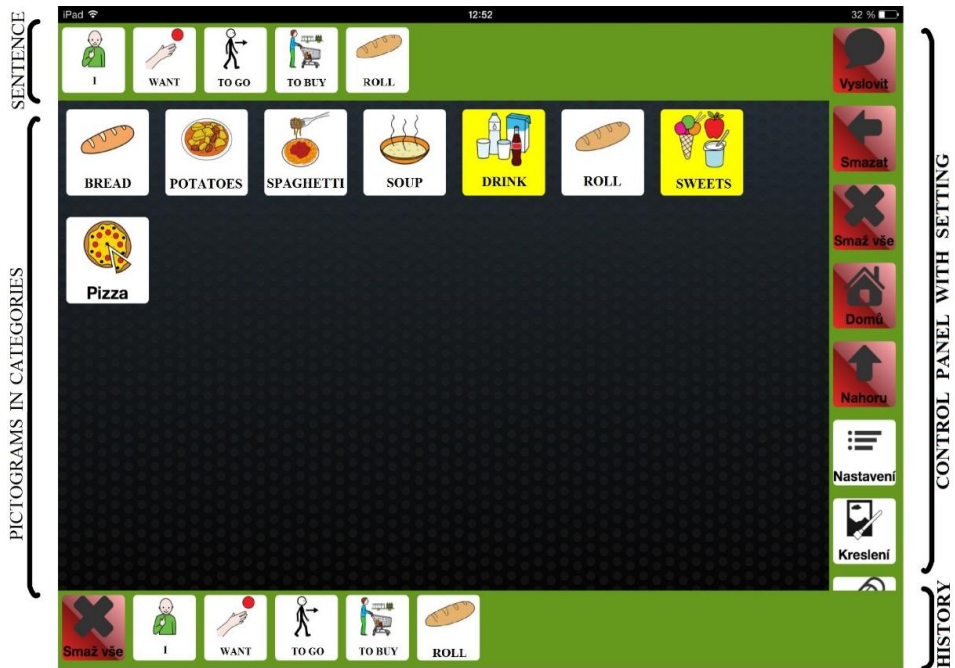 iPad 12:52 32 %
SENTENCE
I WANT TO GO TO BUY ROLL
Vyslovit
PICTOGRAMS IN CATEGORIES
BREAD POTATOES SPAGHETTI SOUP DRINK ROLL SWEETS
Pizza
CONTROL PANEL WITH SETTING
Smazat
Smaž vše
Domů
Nahoru
Nastavení
Kreslení
HISTORY
Smaž vše I WANT TO GO TO BUY ROLL